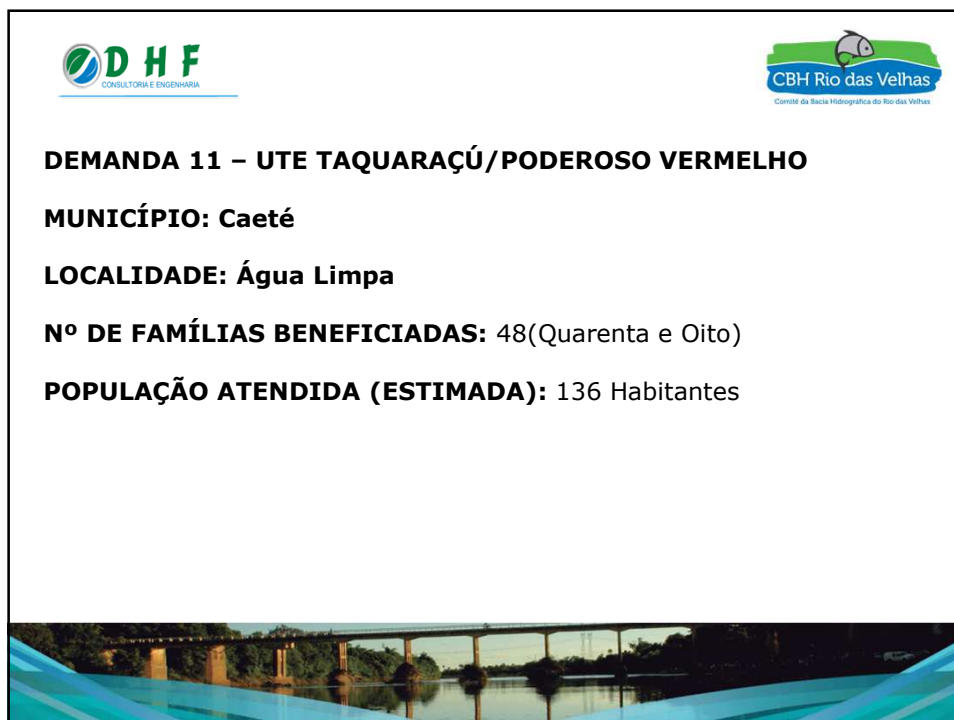 D H F
CONSULTORIA E ENGENHARIA
CBH Rio das Velhas
Comitê da Bacia Hidrográfica do Rio das Velhas
DEMANDA 11 – UTE TAQUARAÇÚ/PODEROSO VERMELHO
MUNICÍPIO: Caeté
LOCALIDADE: Água Limpa
Nº DE FAMÍLIAS BENEFICIADAS: 48(Quarenta e Oito)
POPULAÇÃO ATENDIDA (ESTIMADA): 136 Habitantes